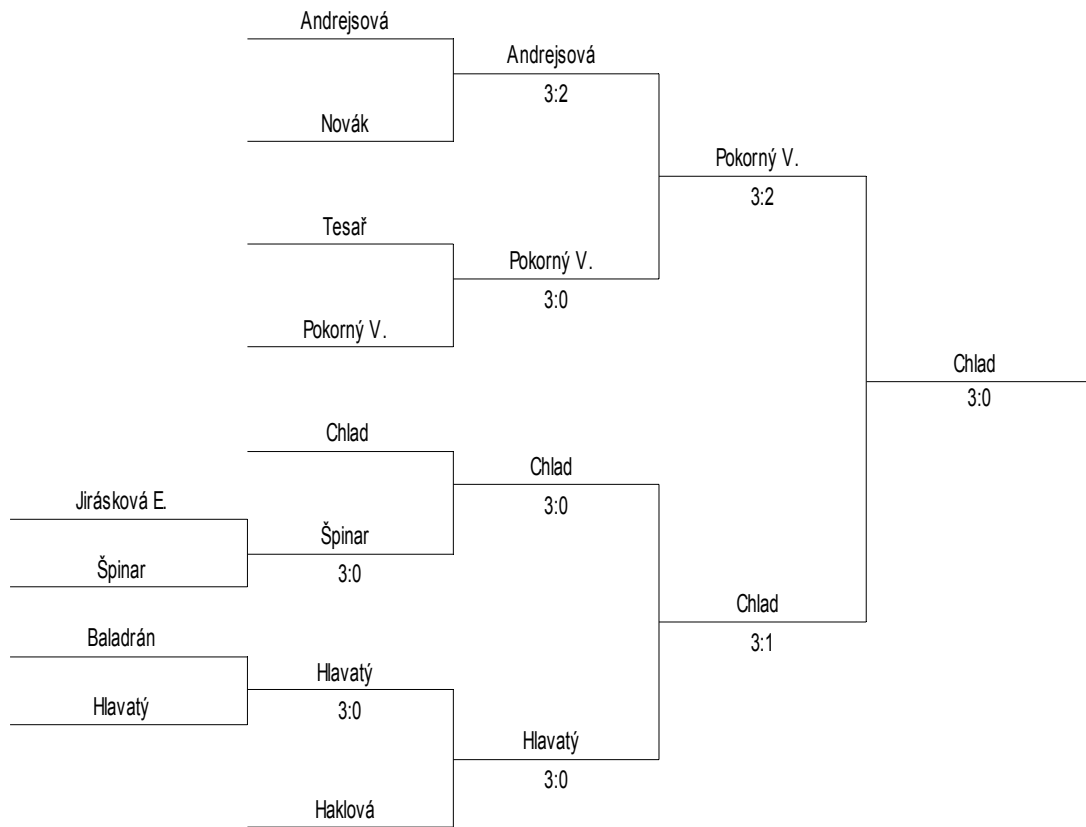 Andrejsová
Andrejsová
3:2
Novák
Pokorný V.
3:2
Tesař
Pokorný V.
3:0
Pokorný V.
Chlad
3:0
Chlad
Chlad
3:0
Jirásková E.
Špinar
3:0
Špinar
Chlad
3:1
Baladrán
Hlavatý
3:0
Hlavatý
Hlavatý
3:0
Haklová